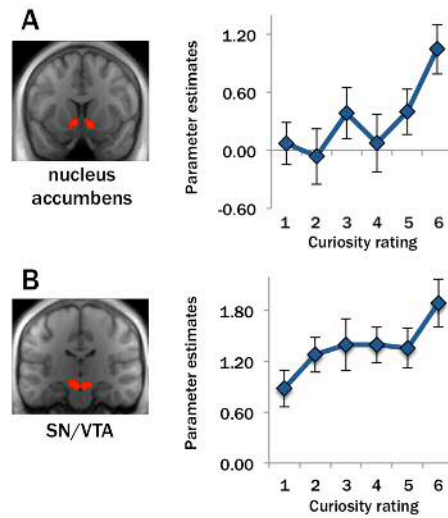 A
nucleus
accumbens
Parameter estimates
1.20
0.60
0.00
-0.60
1 2 3 4 5 6
Curiosity rating
B
SN/VTA
Parameter estimates
1.80
1.20
0.60
0.00
1 2 3 4 5 6
Curiosity rating